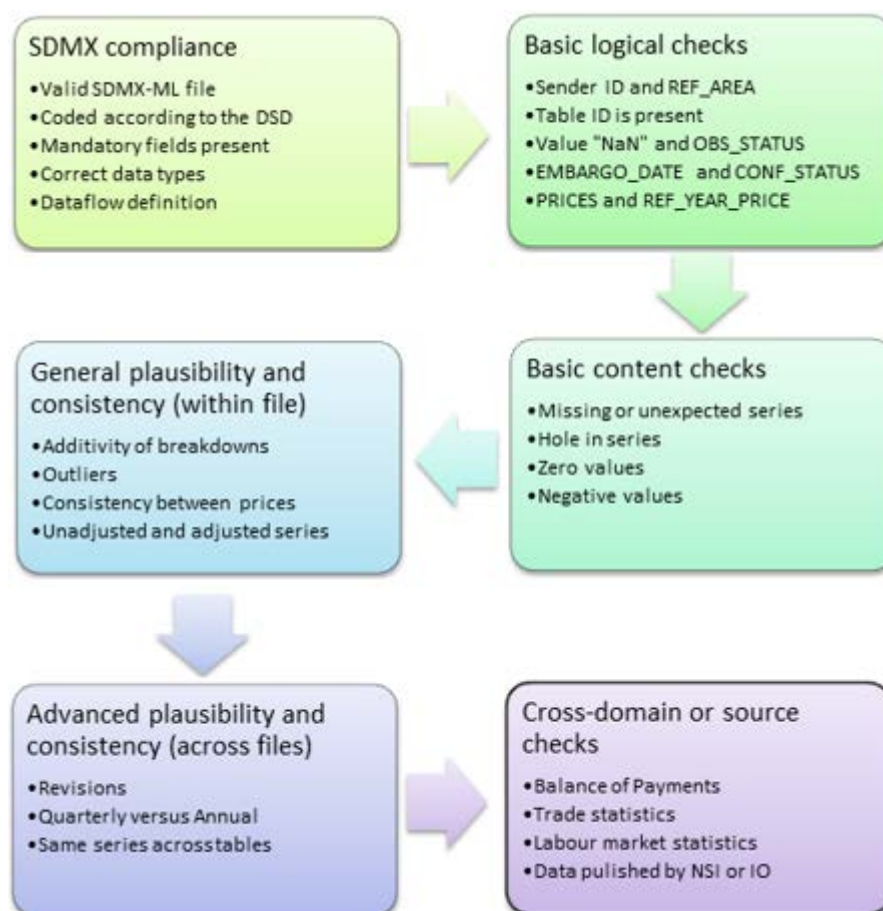 SDMX compliance
•Valid SDMX-ML file
•Coded according to the DSD
•Mandatory fields present
•Correct data types
•Dataflow definition
Basic logical checks
•Sender ID and REF_AREA
•Table ID is present
•Value "NaN" and OBS_STATUS
•EMBARGO_DATE and CONF_STATUS
•PRICES and REF_YEAR_PRICE
Basic content checks
•Missing or unexpected series
•Hole in series
•Zero values
•Negative values
General plausibility and
consistency (within file)
•Additivity of breakdowns
•Outliers
•Consistency between prices
•Unadjusted and adjusted series
Advanced plausibility and
consistency (across files)
•Revisions
•Quarterly versus Annual
•Same series across tables
Cross-domain or source
checks
•Balance of Payments
•Trade statistics
•Labour market statistics
•Data pulished by NSI or IO